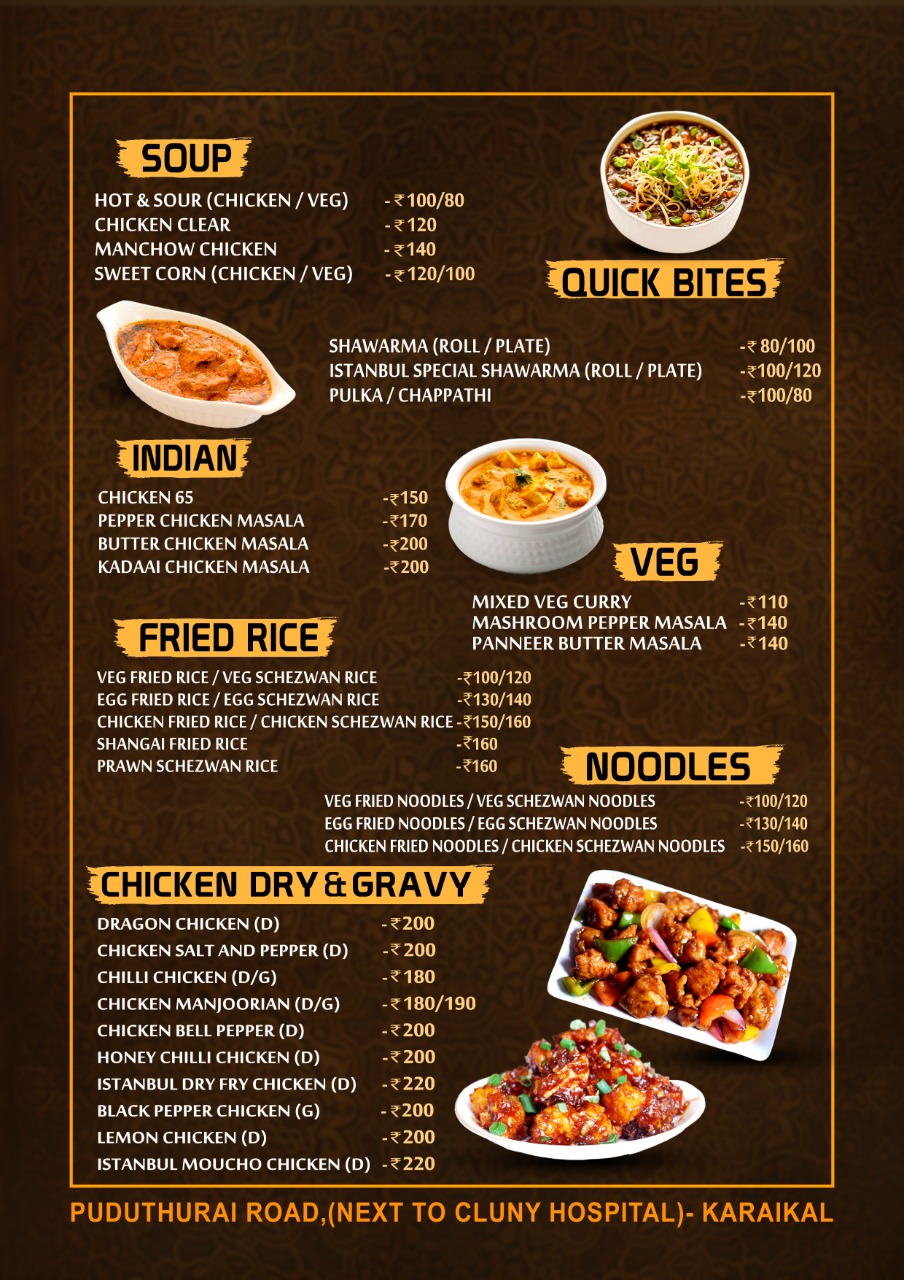 SOUP
HOT & SOUR (CHICKEN / VEG) -₹100/80
CHICKEN CLEAR -₹120
MANCHOW CHICKEN -₹140
SWEET CORN (CHICKEN / VEG) -₹120/100
QUICK BITES
SHAWARMA (ROLL / PLATE) -₹80/100
ISTANBUL SPECIAL SHAWARMA (ROLL / PLATE) -₹100/120
PULKA / CHAPPATHI -₹100/80
INDIAN
CHICKEN 65 -₹150
PEPPER CHICKEN MASALA -₹170
BUTTER CHICKEN MASALA -₹200
KADAAI CHICKEN MASALA -₹200
VEG
MIXED VEG CURRY -₹110
MASHROOM PEPPER MASALA -₹140
PANNEER BUTTER MASALA -₹140
FRIED RICE
VEG FRIED RICE / VEG SCHEZWAN RICE -₹100/120
EGG FRIED RICE / EGG SCHEZWAN RICE -₹130/140
CHICKEN FRIED RICE / CHICKEN SCHEZWAN RICE -₹150/160
SHANGAI FRIED RICE -₹160
PRAWN SCHEZWAN RICE -₹160
NOODLES
VEG FRIED NOODLES / VEG SCHEZWAN NOODLES -₹100/120
EGG FRIED NOODLES / EGG SCHEZWAN NOODLES -₹130/140
CHICKEN FRIED NOODLES / CHICKEN SCHEZWAN NOODLES -₹150/160
CHICKEN DRY & GRAVY
DRAGON CHICKEN (D) -₹200
CHICKEN SALT AND PEPPER (D) -₹200
CHILLI CHICKEN (D/G) -₹180
CHICKEN MANJOORIAN (D/G) -₹180/190
CHICKEN BELL PEPPER (D) -₹200
HONEY CHILLI CHICKEN (D) -₹200
ISTANBUL DRY FRY CHICKEN (D) -₹220
BLACK PEPPER CHICKEN (G) -₹200
LEMON CHICKEN (D) -₹200
ISTANBUL MOUCHO CHICKEN (D) -₹220
PUDUTHURAI ROAD,(NEXT TO CLUNY HOSPITAL)- KARAIKAL